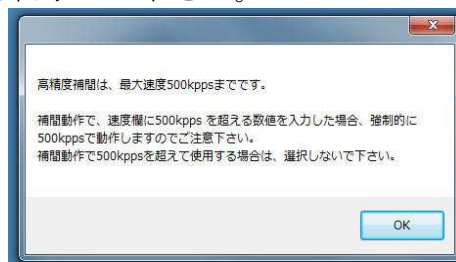 高精度補間は、最大速度500kppsまでです。
補間動作で、速度欄に500kpps を超える数値を入力した場合、強制的に
500kppsで動作しますのでご注意下さい。
補間動作で500kppsを超えて使用する場合は、選択しないで下さい。
OK